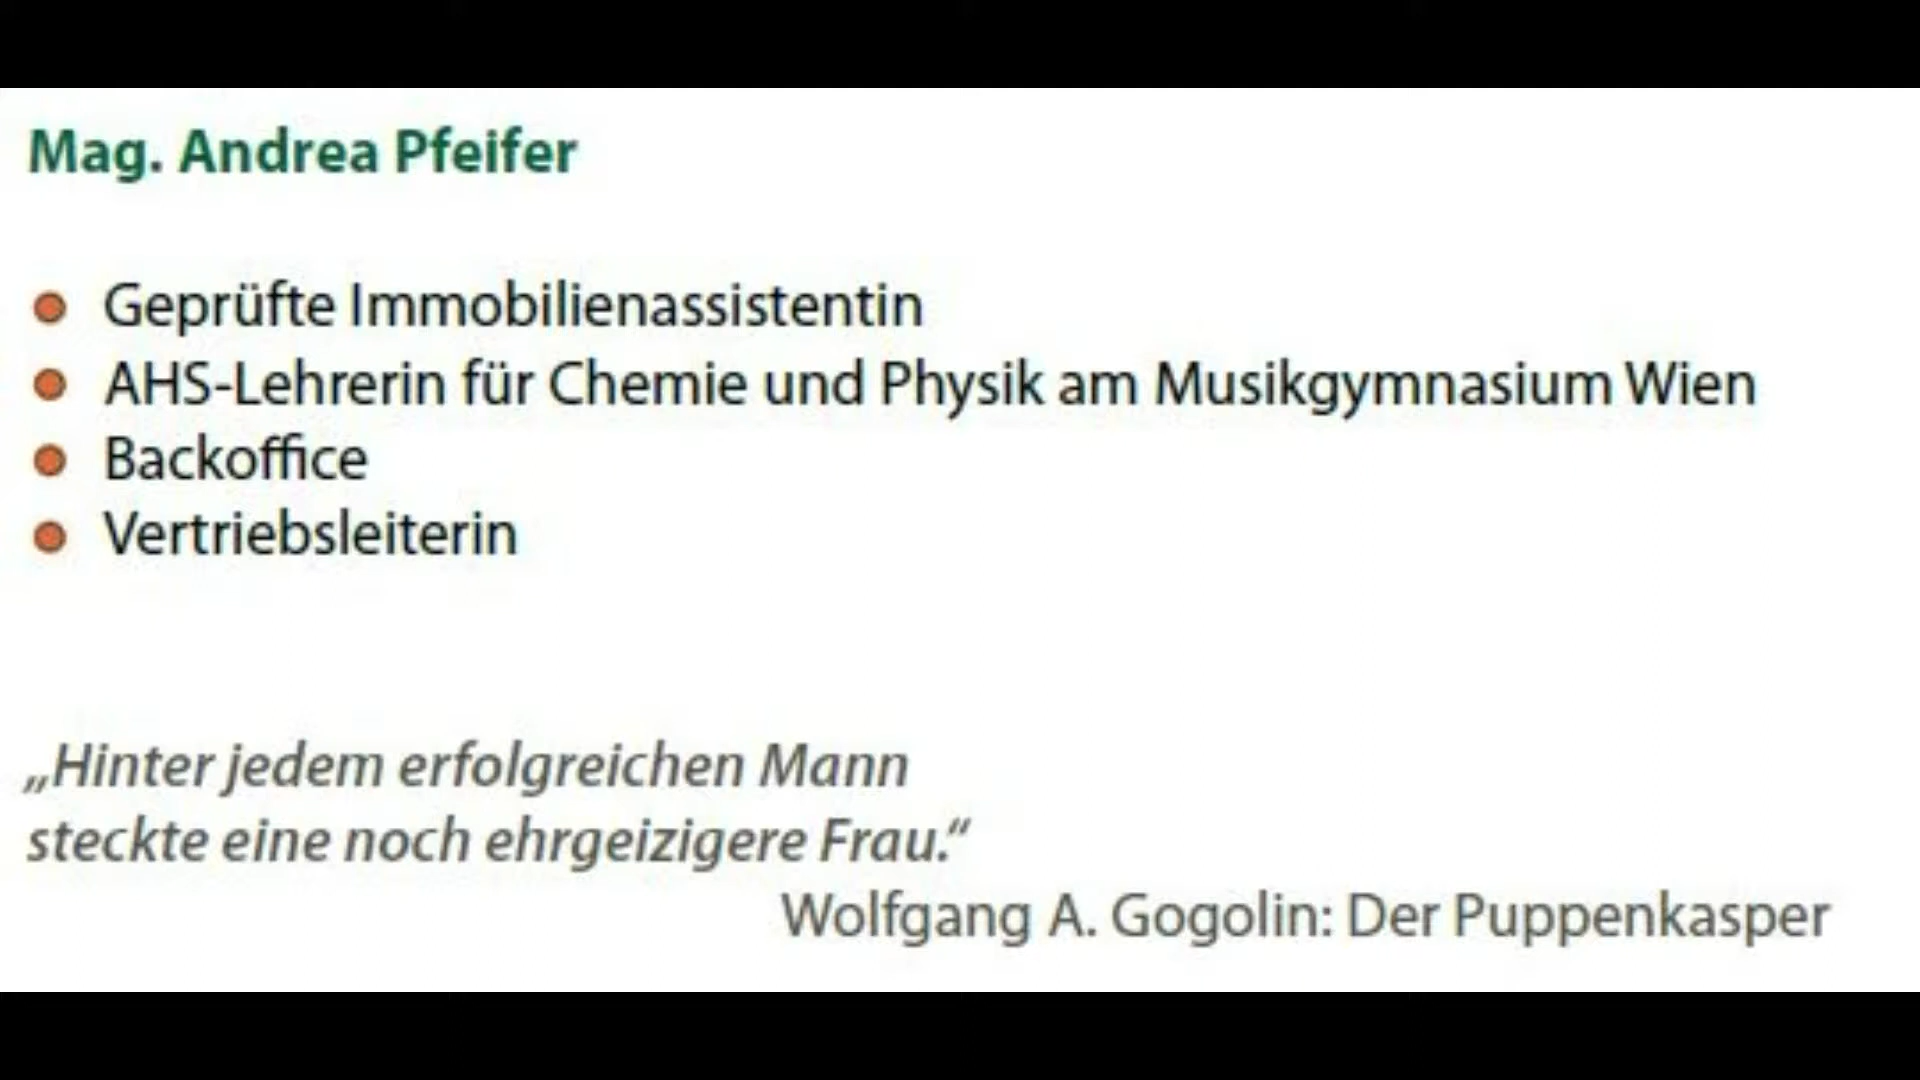 Mag. Andrea Pfeifer
● Geprüfte Immobilienassistentin
● AHS-Lehrerin für Chemie und Physik am Musikgymnasium Wien
● Backoffice
● Vertriebsleiterin
„Hinter jedem erfolgreichen Mann
steckte eine noch ehrgeizigere Frau.“
Wolfgang A. Gogolin: Der Puppenkasper